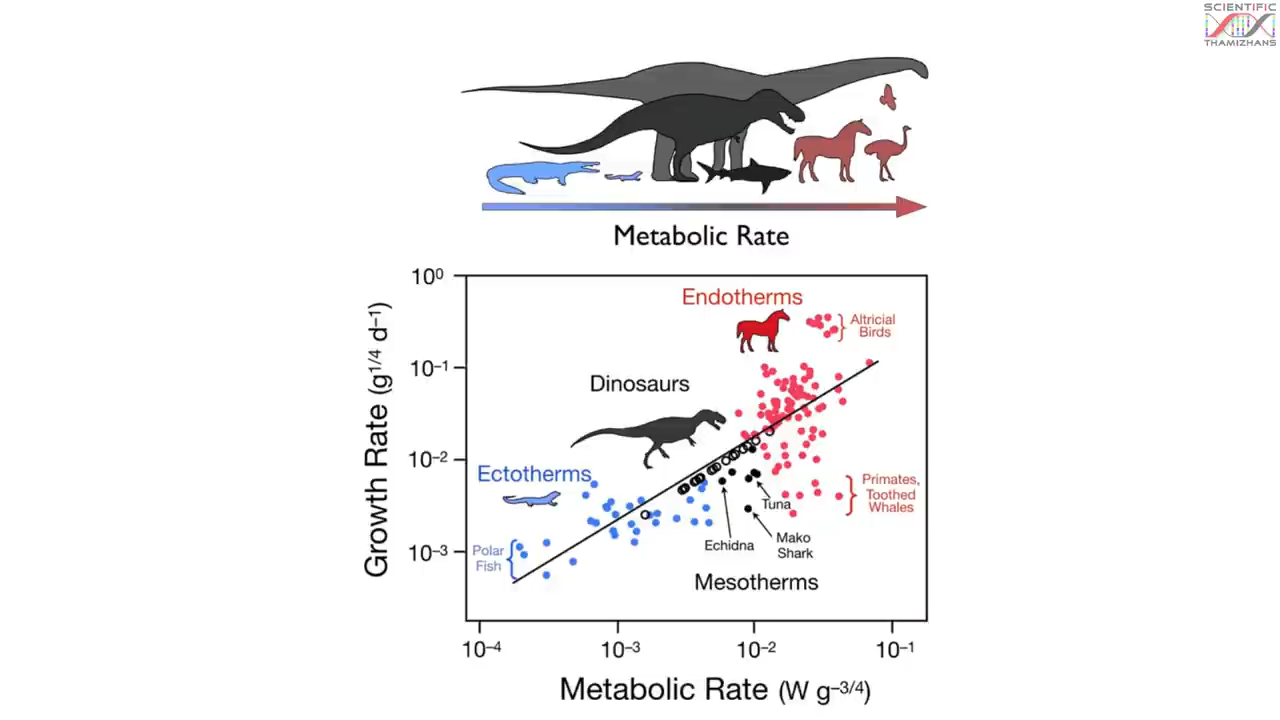 SCIENTIFIC
THAMIZHANS
Metabolic Rate
10⁰
10⁻¹
10⁻²
10⁻³
Growth Rate (g¹/⁴ d⁻¹)
Endotherms
Altricial
Birds
Dinosaurs
Ectotherms
Primates,
Toothed
Whales
Tuna
Echidna
Mako
Shark
Polar
Fish
Mesotherms
10⁻⁴
10⁻³
10⁻²
10⁻¹
Metabolic Rate (W g⁻³/⁴)